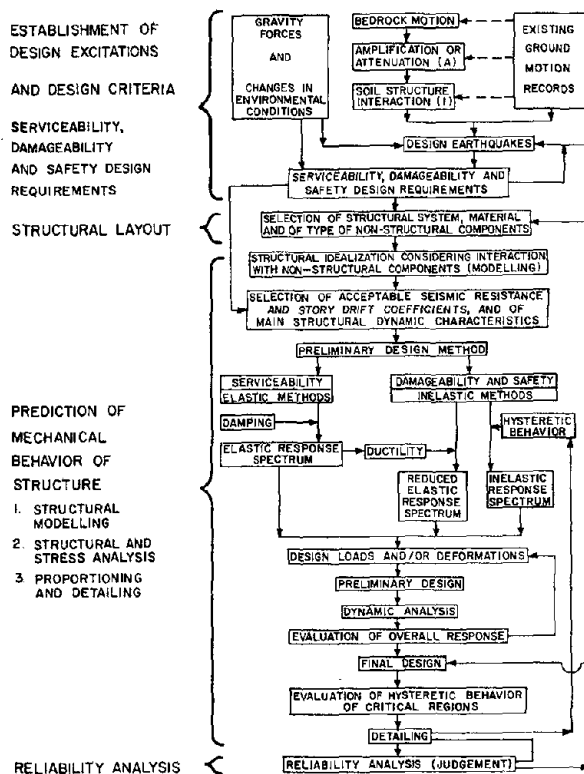 ESTABLISHMENT OF
DESIGN EXCITATIONS
AND DESIGN CRITERIA
SERVICEABILITY,
DAMAGEABILITY
AND SAFETY DESIGN
REQUIREMENTS
GRAVITY
FORCES
AND
CHANGES IN
ENVIRONMENTAL
CONDITIONS
BEDROCK MOTION
AMPLIFICATION OR
ATTENUATION (A)
SOIL STRUCTURE
INTERACTION (I)
EXISTING
GROUND
MOTION
RECORDS
DESIGN EARTHQUAKES
SERVICEABILITY, DAMAGEABILITY AND
SAFETY DESIGN REQUIREMENTS
STRUCTURAL LAYOUT
SELECTION OF STRUCTURAL SYSTEM, MATERIAL
AND OF TYPE OF NON-STRUCTURAL COMPONENTS
STRUCTURAL IDEALIZATION CONSIDERING INTERACTION
WITH NON-STRUCTURAL COMPONENTS (MODELLING)
SELECTION OF ACCEPTABLE SEISMIC RESISTANCE
AND STORY DRIFT COEFFICIENTS, AND OF
MAIN STRUCTURAL DYNAMIC CHARACTERISTICS
PRELIMINARY DESIGN METHOD
SERVICEABILITY
ELASTIC METHODS
DAMAGEABILITY AND SAFETY
INELASTIC METHODS
PREDICTION OF
MECHANICAL
BEHAVIOR OF
STRUCTURE
1. STRUCTURAL
MODELLING
2. STRUCTURAL AND
STRESS ANALYSIS
3. PROPORTIONING
AND DETAILING
DAMPING
HYSTERETIC
BEHAVIOR
ELASTIC RESPONSE
SPECTRUM
DUCTILITY
REDUCED
ELASTIC
RESPONSE
SPECTRUM
INELASTIC
RESPONSE
SPECTRUM
DESIGN LOADS AND/OR DEFORMATIONS
PRELIMINARY DESIGN
DYNAMIC ANALYSIS
EVALUATION OF OVERALL RESPONSE
FINAL DESIGN
EVALUATION OF HYSTERETIC BEHAVIOR
OF CRITICAL REGIONS
DETAILING
RELIABILITY ANALYSIS
RELIABILITY ANALYSIS (JUDGEMENT)